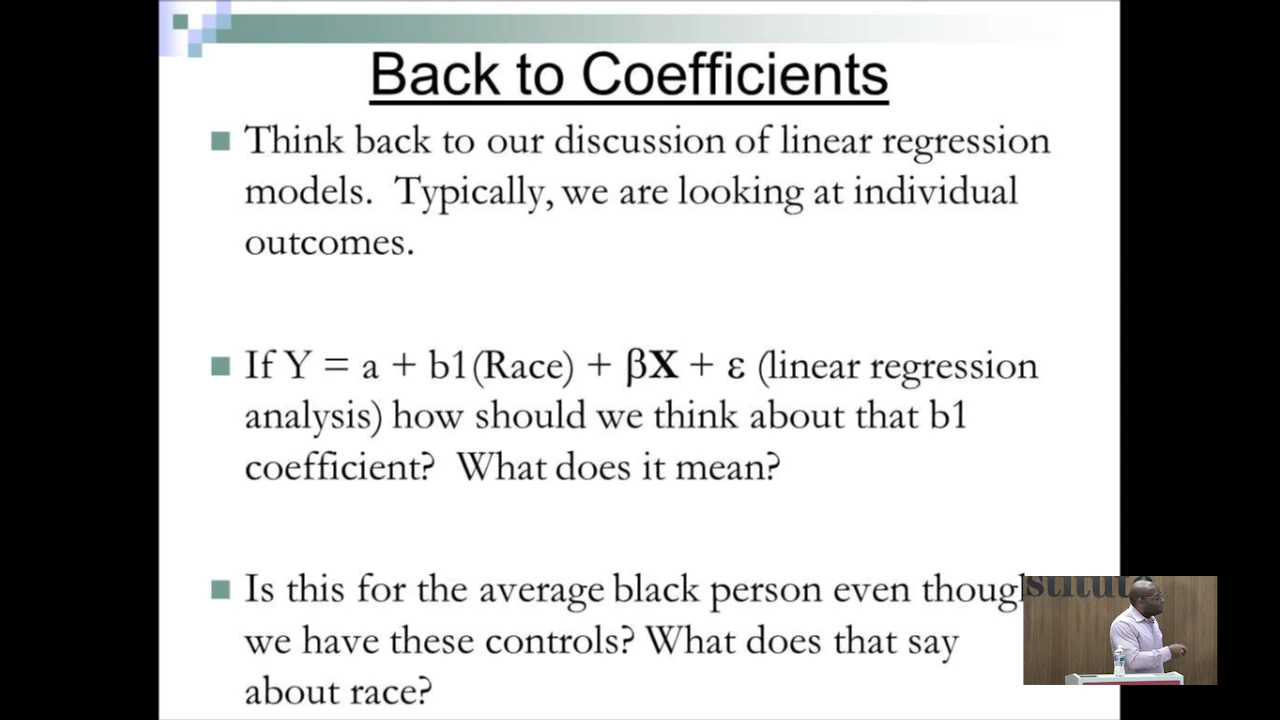 Back to Coefficients
Think back to our discussion of linear regression
models.  Typically, we are looking at individual
outcomes.
If Y = a + b1(Race) + βX + ε (linear regression
analysis) how should we think about that b1
coefficient?  What does it mean?
Is this for the average black person even thoug
we have these controls? What does that say
about race?